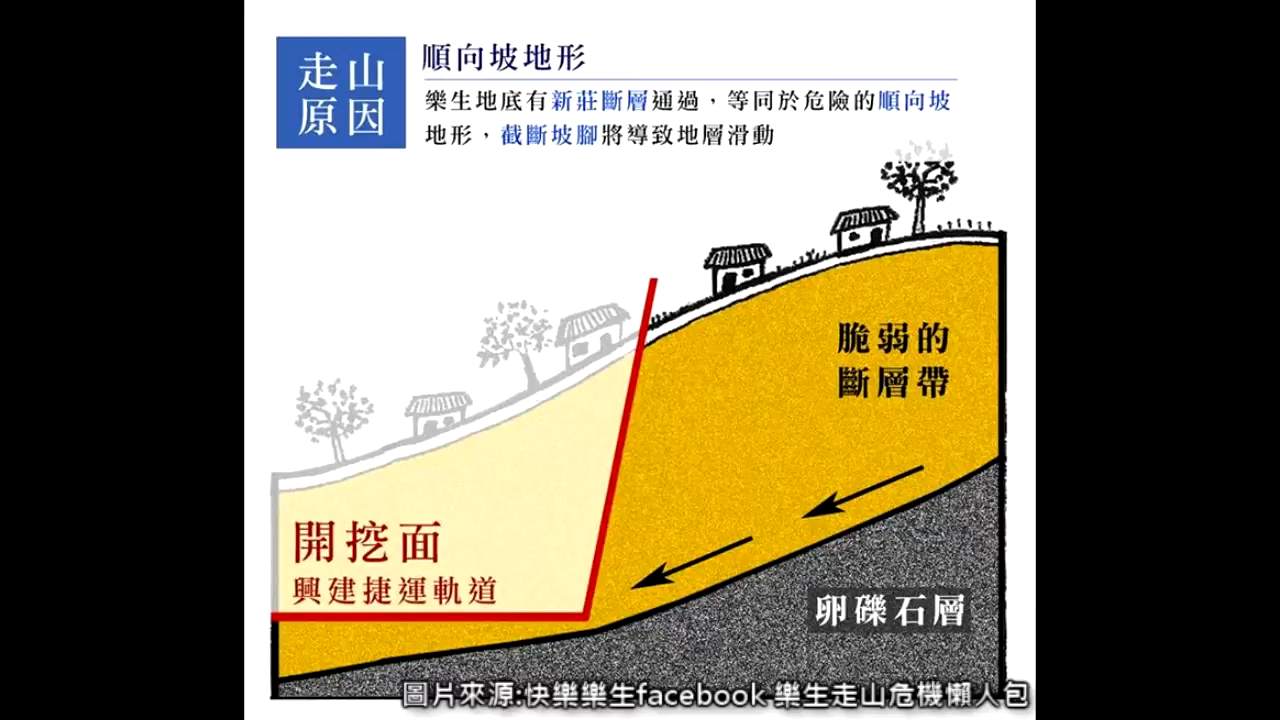 走山
原因
順向坡地形
樂生地底有新莊斷層通過，等同於危險的順向坡
地形，截斷坡腳將導致地層滑動
脆弱的
斷層帶
開挖面
興建捷運軌道
卵礫石層
圖片來源:快樂樂生facebook-樂生走山危機懶人包